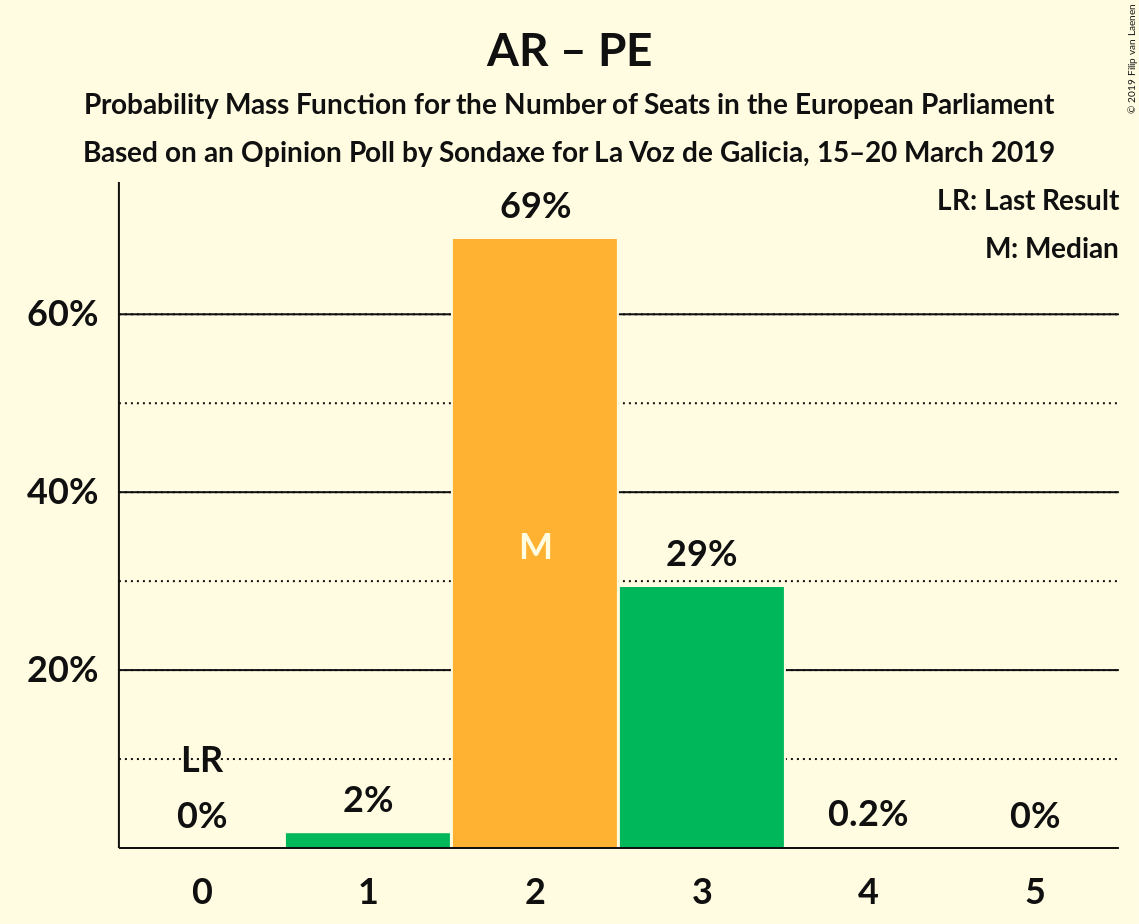 AR – PE
Probability Mass Function for the Number of Seats in the European Parliament
Based on an Opinion Poll by Sondaxe for La Voz de Galicia, 15–20 March 2019
© 2019 Filip van Laenen
LR: Last Result
M: Median
69%
60%
40%
M
29%
20%
LR
0%
2%
0.2%
0%
0 1 2 3 4 5